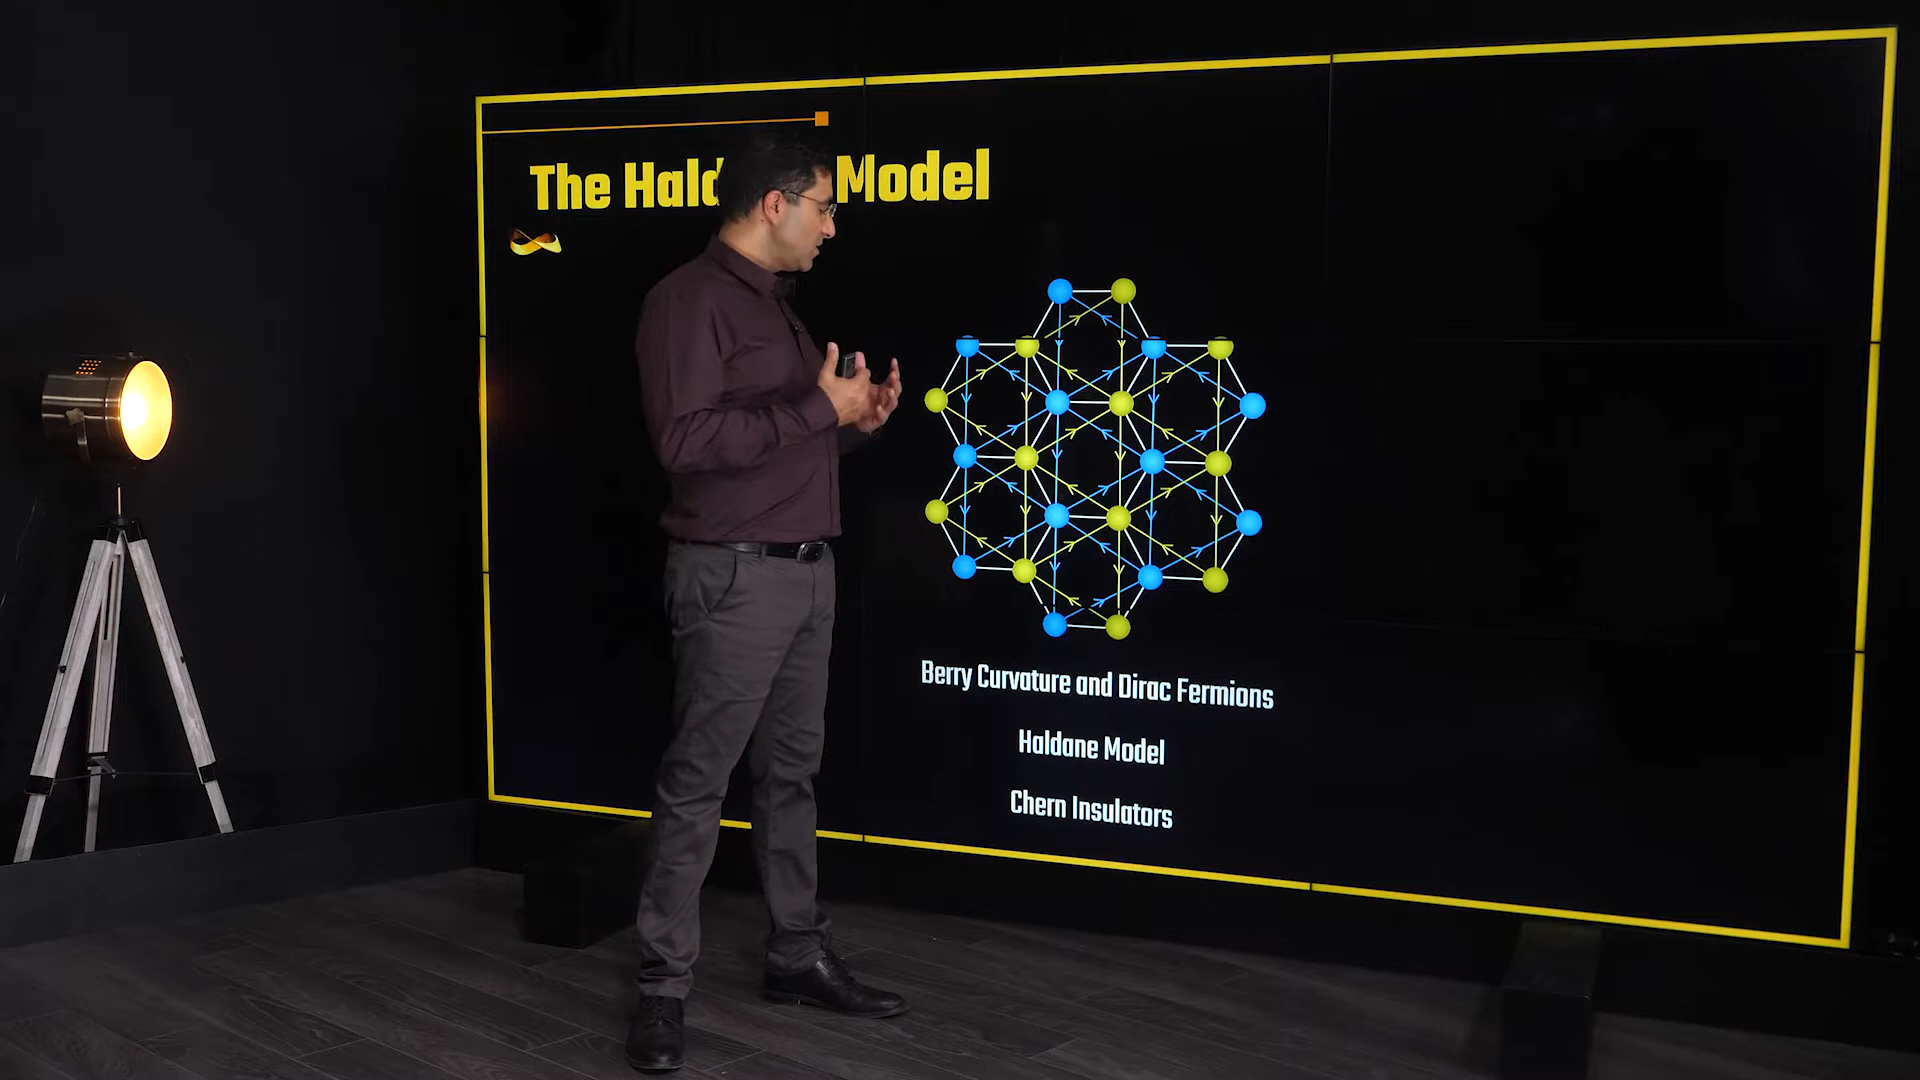 The Hald Model
Berry Curvature and Dirac Fermions
Haldane Model
Chern Insulators